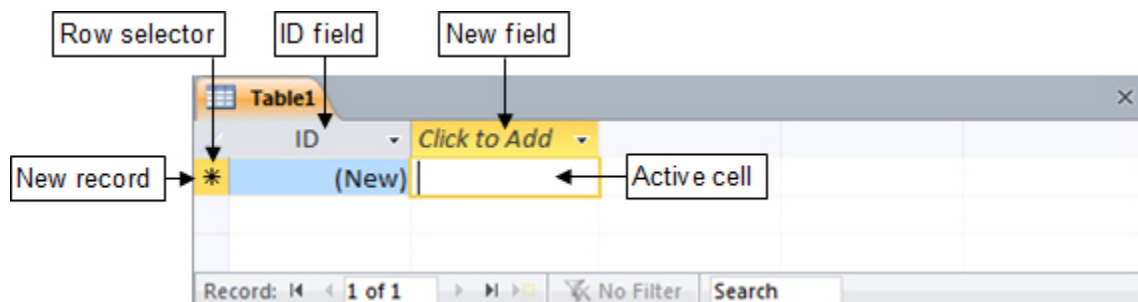 Row selector ID field New field
Table1
ID Click to Add
New record * (New) Active cell
Record: 1 of 1 No Filter Search